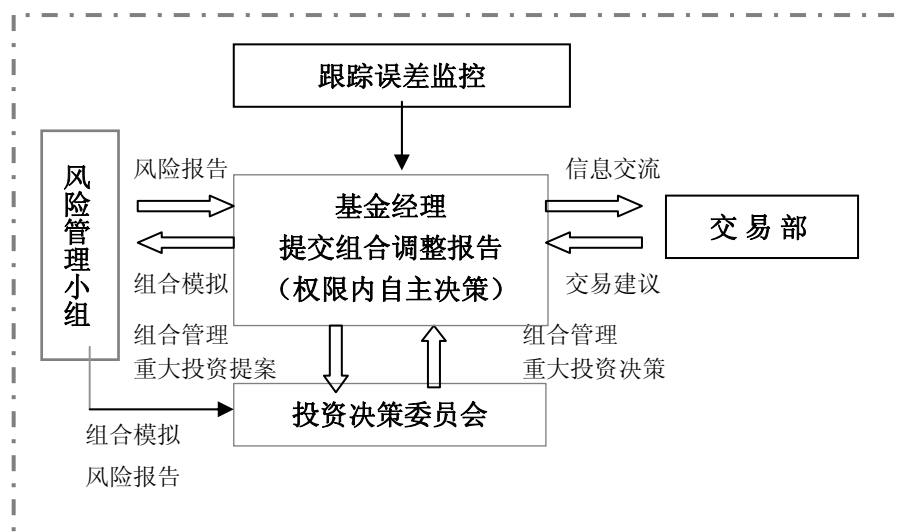 跟踪误差监控
风险管理小组
风险报告
组合模拟
基金经理
提交组合调整报告
（权限内自主决策）
信息交流
交易建议
交 易 部
组合管理
重大投资提案
组合管理
重大投资决策
投资决策委员会
组合模拟
风险报告